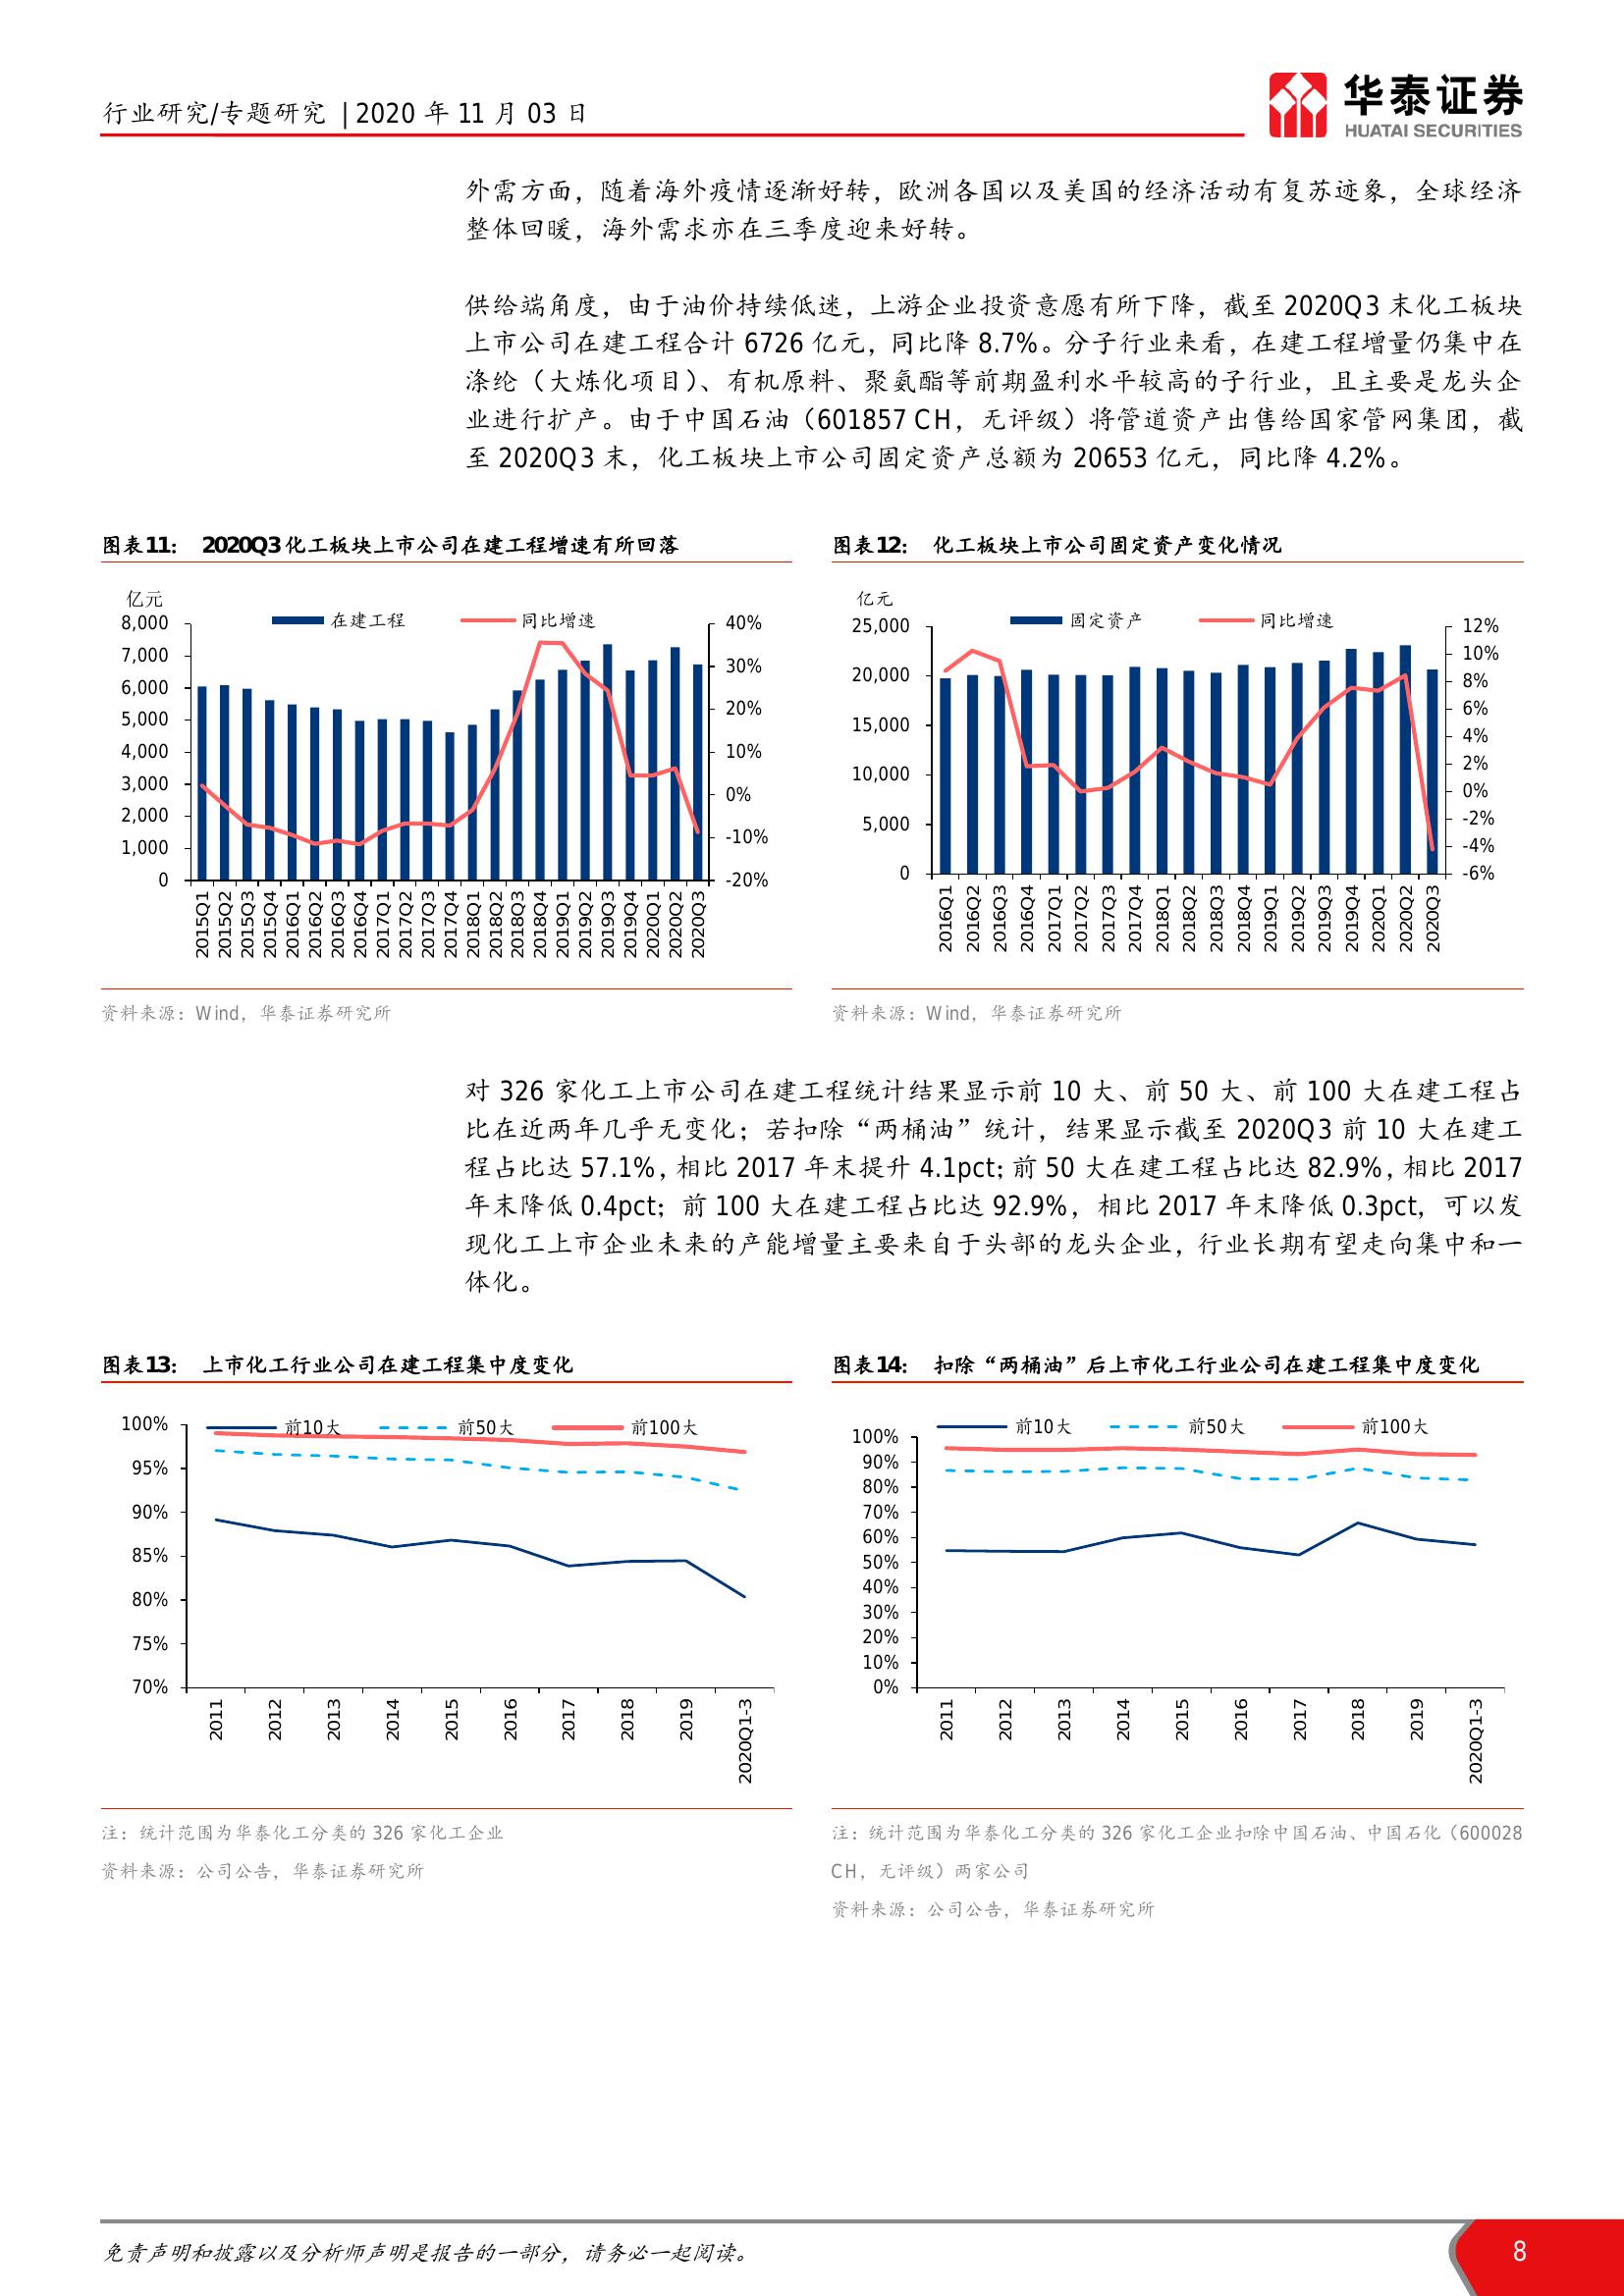 行业研究/专题研究 | 2020 年 11 月 03 日
华泰证券
HUATAI SECURITIES
外需方面，随着海外疫情逐渐好转，欧洲各国以及美国的经济活动有复苏迹象，全球经济
整体回暖，海外需求亦在三季度迎来好转。
供给端角度，由于油价持续低迷，上游企业投资意愿有所下降，截至 2020Q3 末化工板块
上市公司在建工程合计 6726 亿元，同比降 8.7%。分子行业来看，在建工程增量仍集中在
涤纶（大炼化项目）、有机原料、聚氨酯等前期盈利水平较高的子行业，且主要是龙头企
业进行扩产。由于中国石油（601857 CH，无评级）将管道资产出售给国家管网集团，截
至 2020Q3 末，化工板块上市公司固定资产总额为 20653 亿元，同比降 4.2%。
图表11： 2020Q3 化工板块上市公司在建工程增速有所回落
亿元
在建工程 同比增速
8,000
7,000
6,000
5,000
4,000
3,000
2,000
1,000
0
40%
30%
20%
10%
0%
-10%
-20%
2015Q1
2015Q2
2015Q3
2015Q4
2016Q1
2016Q2
2016Q3
2016Q4
2017Q1
2017Q2
2017Q3
2017Q4
2018Q1
2018Q2
2018Q3
2018Q4
2019Q1
2019Q2
2019Q3
2019Q4
2020Q1
2020Q2
2020Q3
资料来源：Wind，华泰证券研究所
图表12： 化工板块上市公司固定资产变化情况
亿元
固定资产 同比增速
25,000
20,000
15,000
10,000
5,000
0
12%
10%
8%
6%
4%
2%
0%
-2%
-4%
-6%
2016Q1
2016Q2
2016Q3
2016Q4
2017Q1
2017Q2
2017Q3
2017Q4
2018Q1
2018Q2
2018Q3
2018Q4
2019Q1
2019Q2
2019Q3
2019Q4
2020Q1
2020Q2
2020Q3
资料来源：Wind，华泰证券研究所
对 326 家化工上市公司在建工程统计结果显示前 10 大、前 50 大、前 100 大在建工程占
比在近两年几乎无变化；若扣除“两桶油”统计，结果显示截至 2020Q3 前 10 大在建工
程占比达 57.1%，相比 2017 年末提升 4.1pct；前 50 大在建工程占比达 82.9%，相比 2017
年末降低 0.4pct；前 100 大在建工程占比达 92.9%，相比 2017 年末降低 0.3pct，可以发
现化工上市企业未来的产能增量主要来自于头部的龙头企业，行业长期有望走向集中和一
体化。
图表13： 上市化工行业公司在建工程集中度变化
前10大 前50大 前100大
100%
95%
90%
85%
80%
75%
70%
2011
2012
2013
2014
2015
2016
2017
2018
2019
2020Q1-3
注：统计范围为华泰化工分类的 326 家化工企业
资料来源：公司公告，华泰证券研究所
图表14： 扣除“两桶油”后上市化工行业公司在建工程集中度变化
前10大 前50大 前100大
100%
90%
80%
70%
60%
50%
40%
30%
20%
10%
0%
2011
2012
2013
2014
2015
2016
2017
2018
2019
2020Q1-3
注：统计范围为华泰化工分类的 326 家化工企业扣除中国石油、中国石化（600028
CH，无评级）两家公司
资料来源：公司公告，华泰证券研究所
免责声明和披露以及分析师声明是报告的一部分，请务必一起阅读。
8